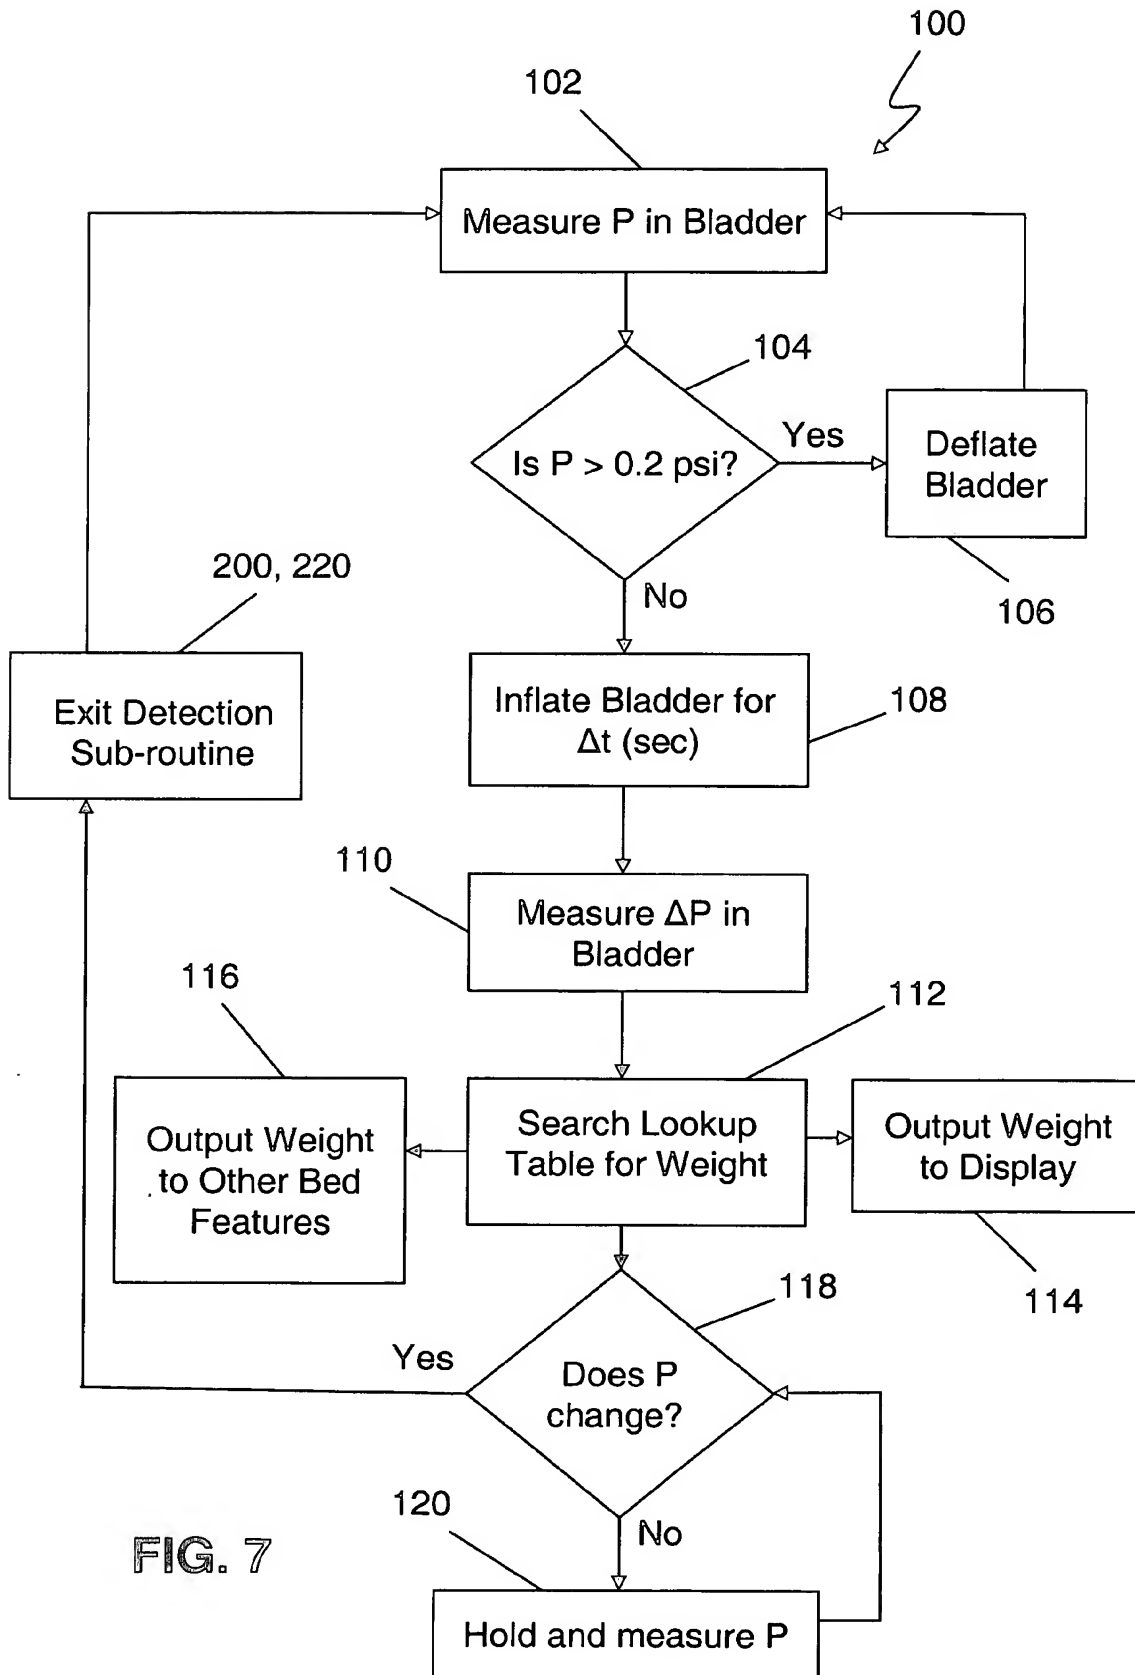 100
102
Measure P in Bladder
104
Is P > 0.2 psi?
Yes
Deflate
Bladder
106
No
200, 220
Exit Detection
Sub-routine
Inflate Bladder for
Δt (sec)
108
110
Measure ΔP in
Bladder
116
112
Output Weight
to Other Bed
Features
Search Lookup
Table for Weight
Output Weight
to Display
114
118
Yes
Does P
change?
120
No
FIG. 7
Hold and measure P